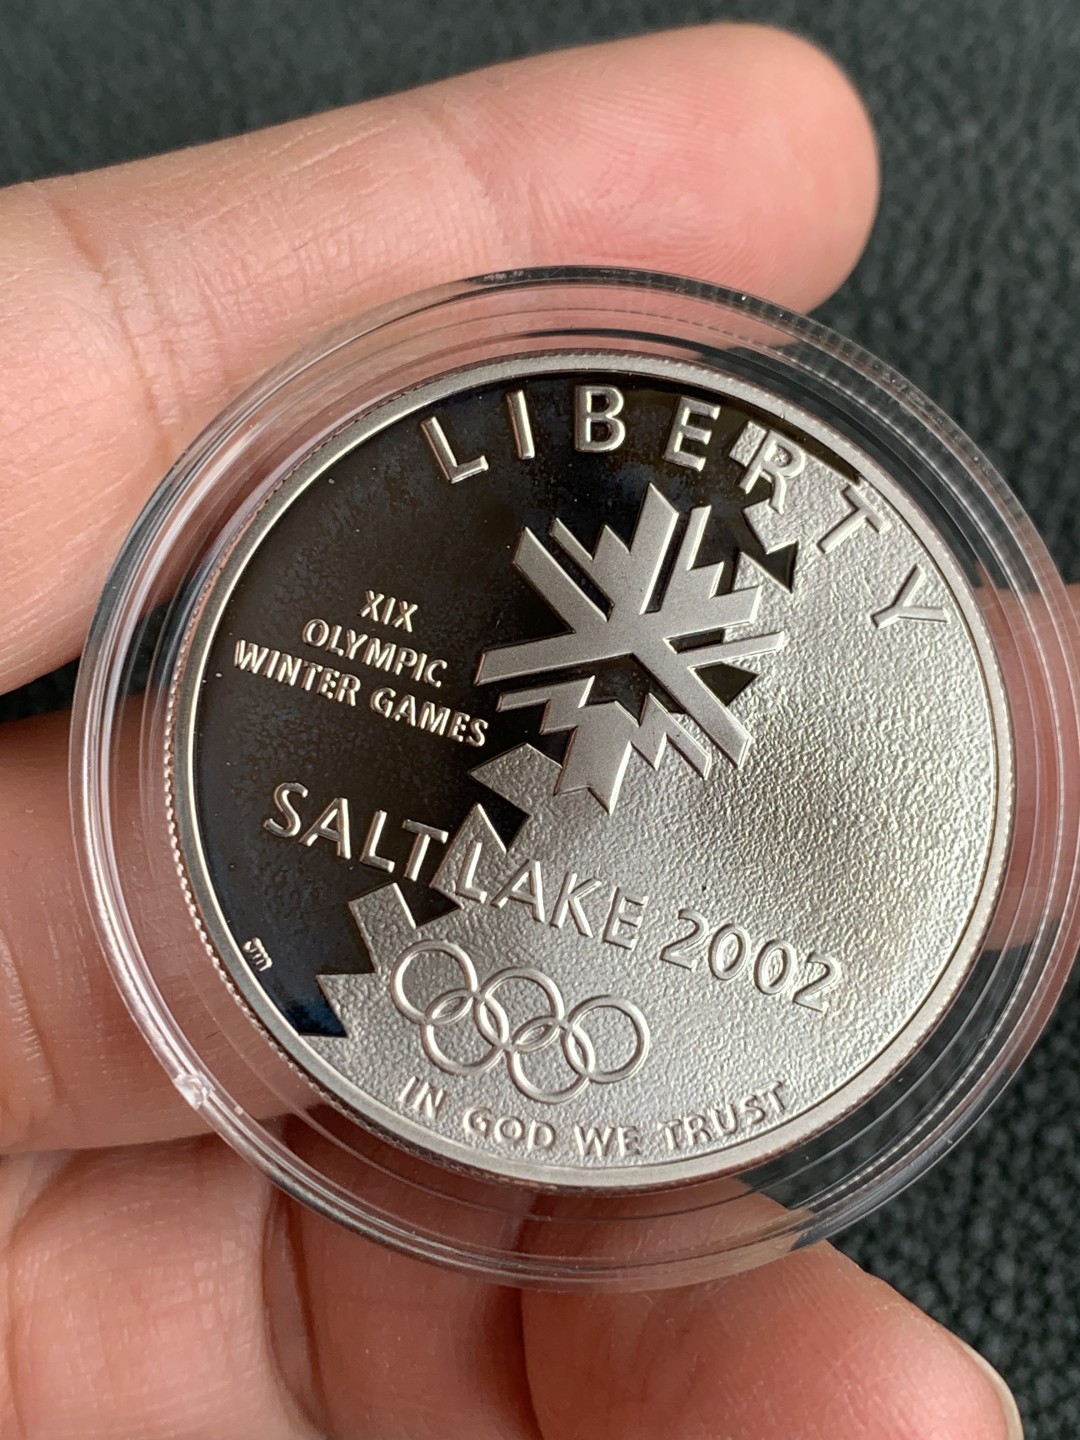 LIBERTY
XIX
OLYMPIC
WINTER GAMES
SALT LAKE 2002
IN GOD WE TRUST